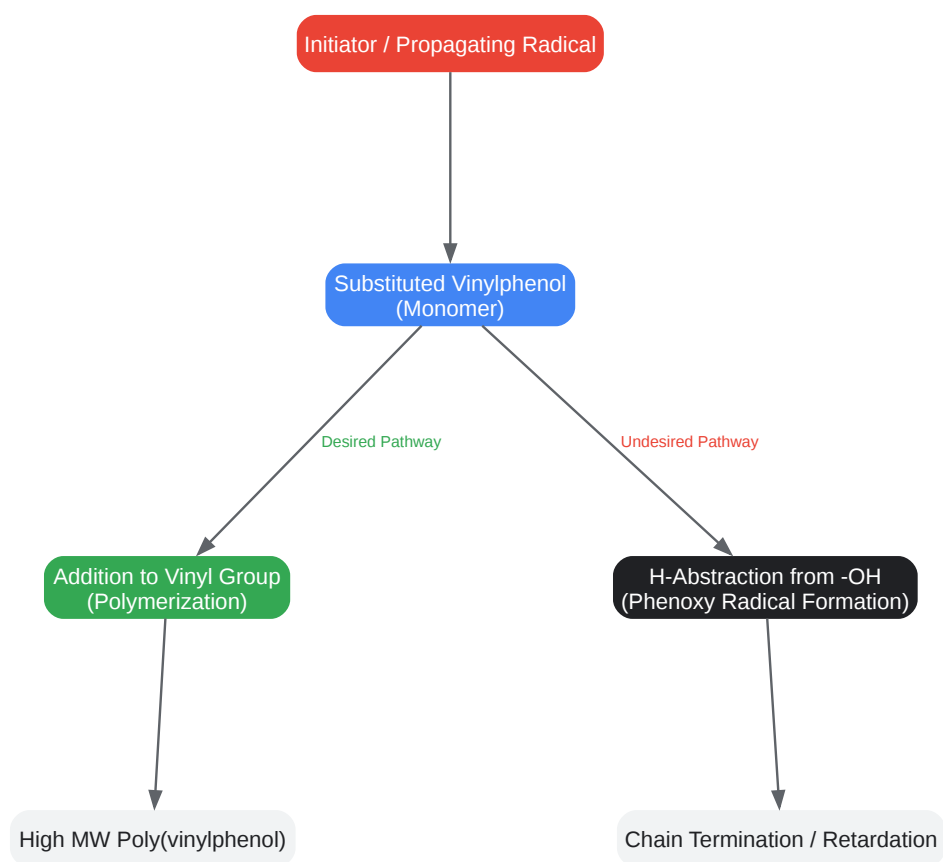 Initiator / Propagating Radical
Substituted Vinylphenol
(Monomer)
Desired Pathway
Undesired Pathway
Addition to Vinyl Group
(Polymerization)
H-Abstraction from -OH
(Phenoxy Radical Formation)
High MW Poly(vinylphenol)
Chain Termination / Retardation